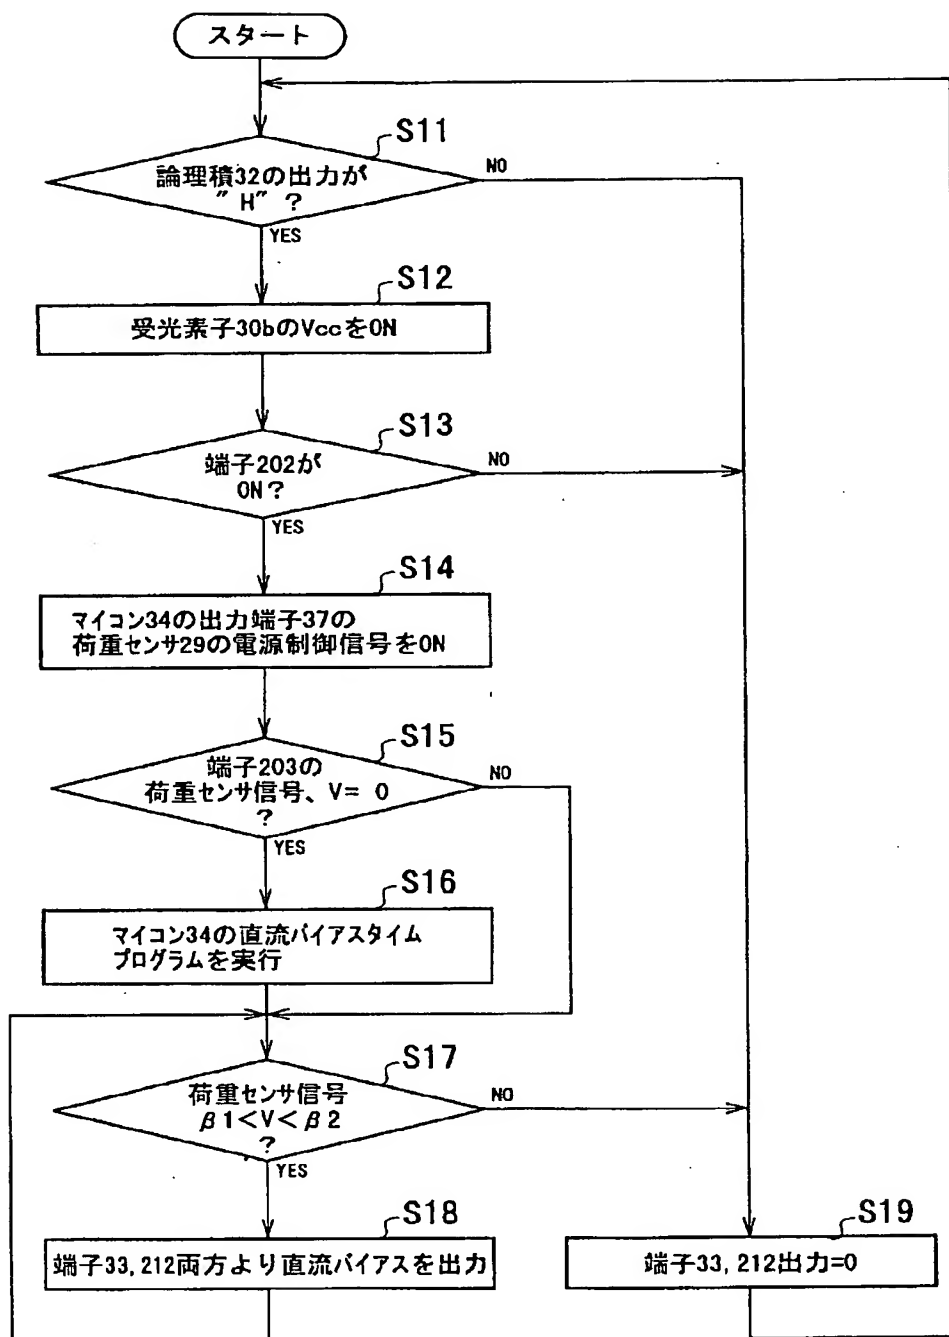 スタート
S11
論理積32の出力が
"H" ?
NO
YES
S12
受光素子30bのVccをON
S13
端子202が
ON?
NO
YES
S14
マイコン34の出力端子37の
荷重センサ29の電源制御信号をON
S15
端子203の
荷重センサ信号、V= 0
?
NO
YES
S16
マイコン34の直流バイアスタイム
プログラムを実行
S17
荷重センサ信号
β1<V<β2
?
NO
YES
S18
端子33,212両方より直流バイアスを出力
S19
端子33,212出力=0